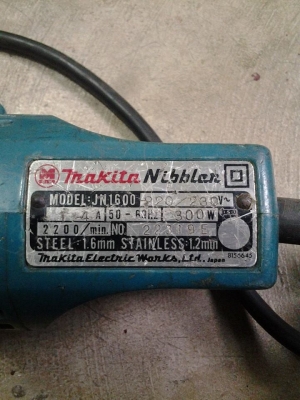 Makita Nibbler
MODEL:JN1600 220/ V~
A 50-60Hz 300W
2200/min. NO
STEEL:1.6mm STAINLESS:1.2mm
Makita Electric Works, Ltd. Japan